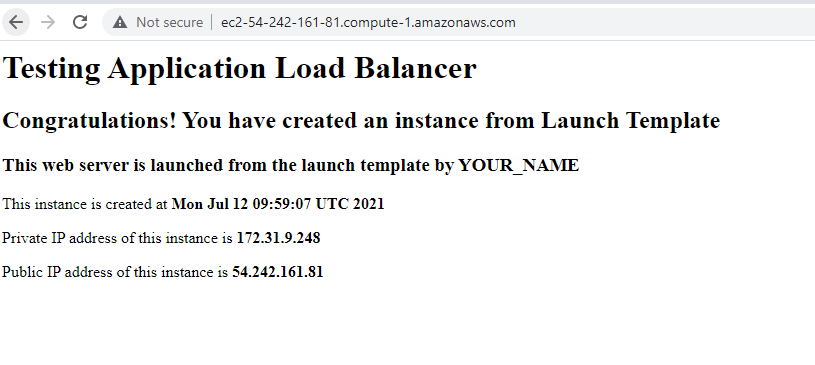 Not secure | ec2-54-242-161-81.compute-1.amazonaws.com
Testing Application Load Balancer
Congratulations! You have created an instance from Launch Template
This web server is launched from the launch template by YOUR_NAME
This instance is created at Mon Jul 12 09:59:07 UTC 2021
Private IP address of this instance is 172.31.9.248
Public IP address of this instance is 54.242.161.81